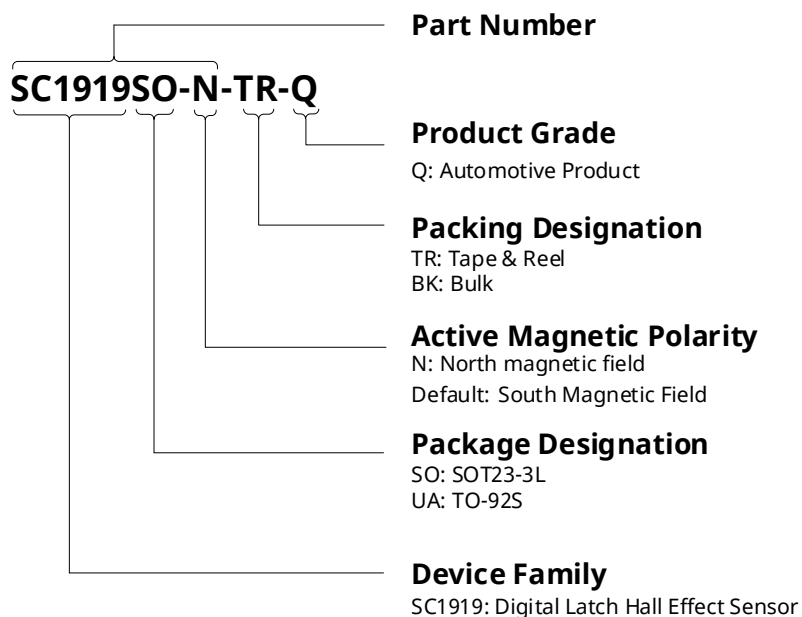 Part Number
SC1919SO-N-TR-Q
Product Grade
Q: Automotive Product
Packing Designation
TR: Tape & Reel
BK: Bulk
Active Magnetic Polarity
N: North magnetic field
Default: South Magnetic Field
Package Designation
SO: SOT23-3L
UA: TO-92S
Device Family
SC1919: Digital Latch Hall Effect Sensor